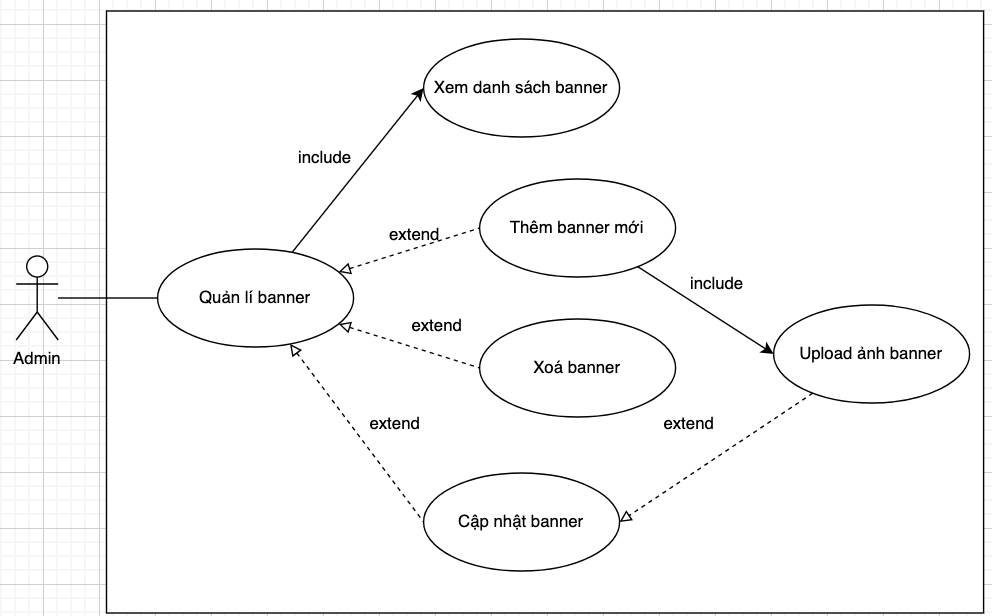 Xem danh sách banner
include
extend
Thêm banner mới
include
Quản lí banner
extend
Admin
Xoá banner
Upload ảnh banner
extend
extend
Cập nhật banner